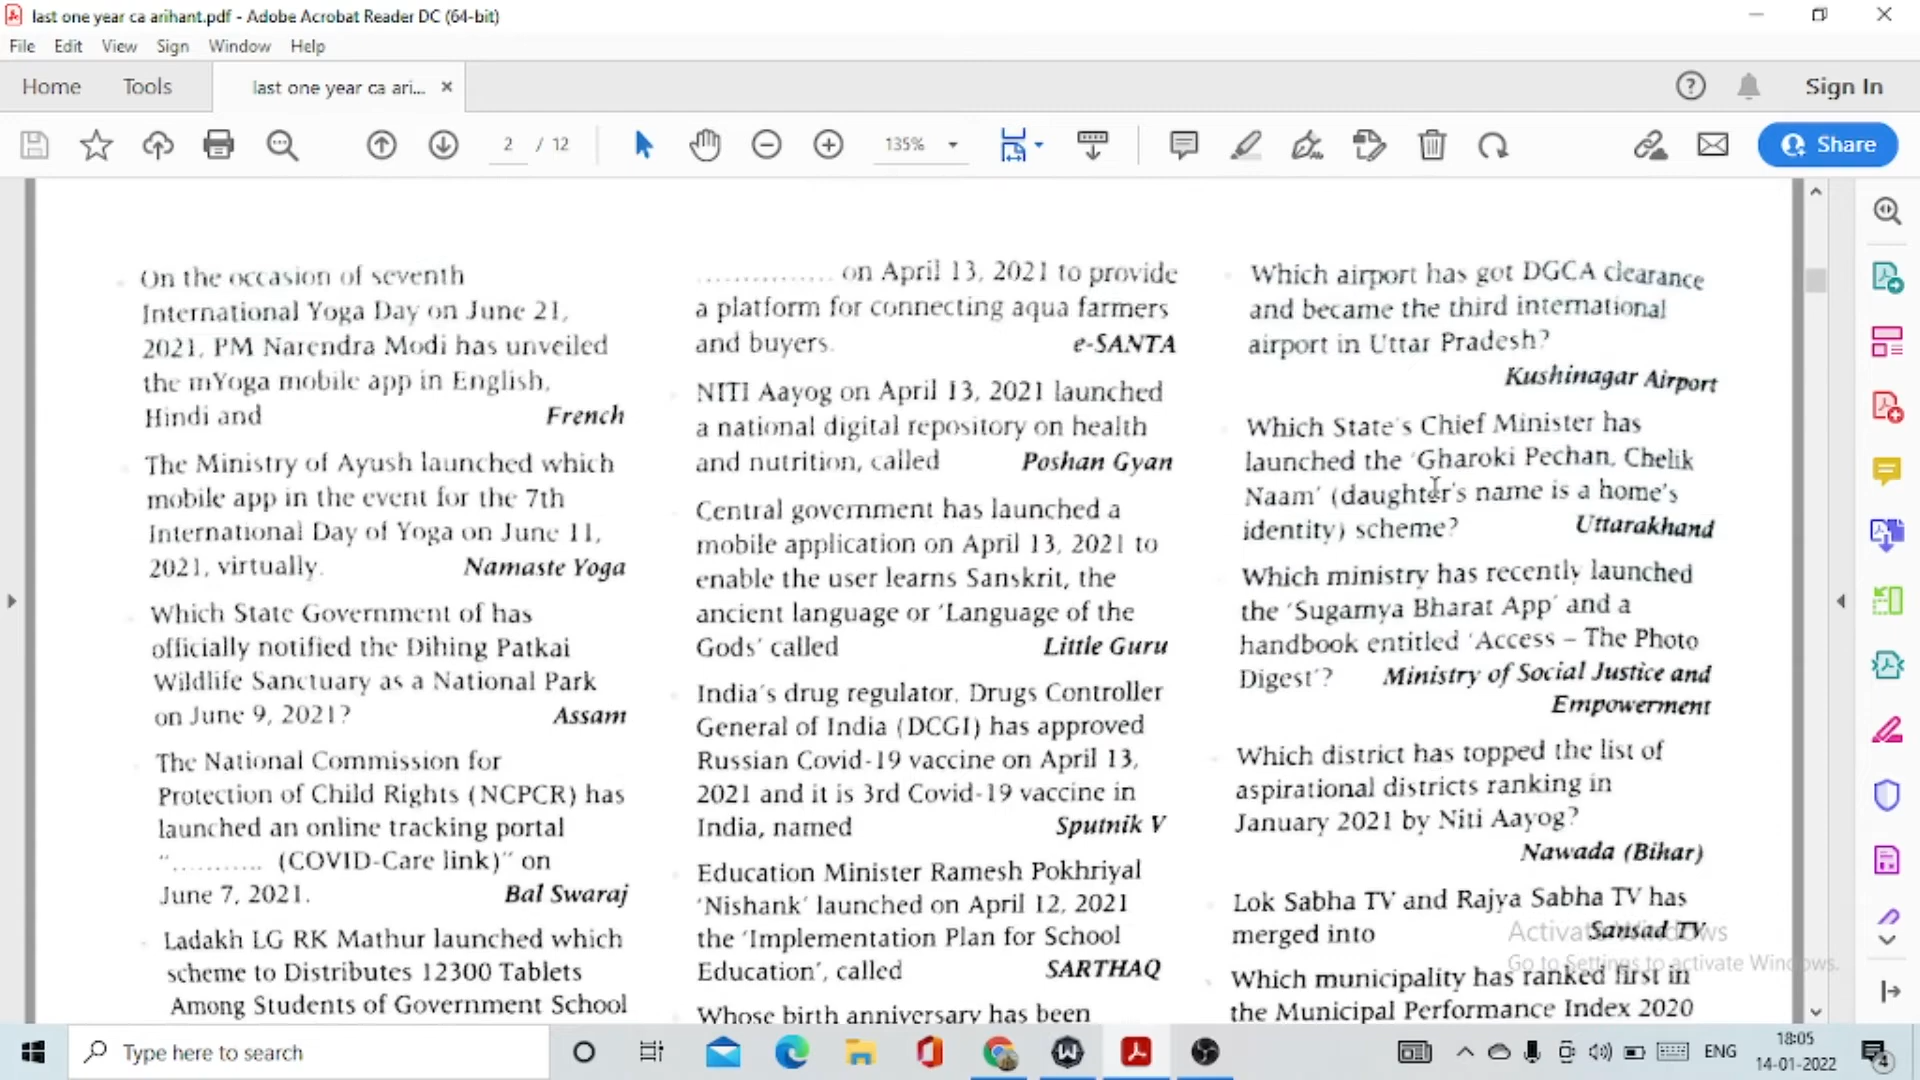 last one year ca arihant.pdf - Adobe Acrobat Reader DC (64-bit)
File Edit View Sign Window Help
Home Tools last one year ca ari... × Sign In
2 / 12 135% Share
On the occasion of seventh
International Yoga Day on June 21,
2021, PM Narendra Modi has unveiled
the mYoga mobile app in English,
Hindi and French
The Ministry of Ayush launched which
mobile app in the event for the 7th
International Day of Yoga on June 11,
2021, virtually. Namaste Yoga
Which State Government of has
officially notified the Dihing Patkai
Wildlife Sanctuary as a National Park
on June 9, 2021? Assam
The National Commission for
Protection of Child Rights (NCPCR) has
launched an online tracking portal
“........... (COVID-Care link)” on
June 7, 2021. Bal Swaraj
Ladakh LG RK Mathur launched which
scheme to Distributes 12300 Tablets
Among Students of Government School
............... on April 13, 2021 to provide
a platform for connecting aqua farmers
and buyers. e-SANTA
NITI Aayog on April 13, 2021 launched
a national digital repository on health
and nutrition, called Poshan Gyan
Central government has launched a
mobile application on April 13, 2021 to
enable the user learns Sanskrit, the
ancient language or ‘Language of the
Gods’ called Little Guru
India’s drug regulator, Drugs Controller
General of India (DCGI) has approved
Russian Covid-19 vaccine on April 13,
2021 and it is 3rd Covid-19 vaccine in
India, named Sputnik V
Education Minister Ramesh Pokhriyal
‘Nishank’ launched on April 12, 2021
the ‘Implementation Plan for School
Education’, called SARTHAQ
Whose birth anniversary has been
Which airport has got DGCA clearance
and became the third international
airport in Uttar Pradesh?
Kushinagar Airport
Which State’s Chief Minister has
launched the ‘Gharoki Pechan, Chelik
Naam’ (daughter’s name is a home’s
identity) scheme? Uttarakhand
Which ministry has recently launched
the ‘Sugamya Bharat App’ and a
handbook entitled ‘Access – The Photo
Digest’? Ministry of Social Justice and
Empowerment
Which district has topped the list of
aspirational districts ranking in
January 2021 by Niti Aayog?
Nawada (Bihar)
Lok Sabha TV and Rajya Sabha TV has
merged into Sansad TV
Which municipality has ranked first in
the Municipal Performance Index 2020
Activate Windows
Go to Settings to activate Windows.
Type here to search
ENG
18:05
14-01-2022
4